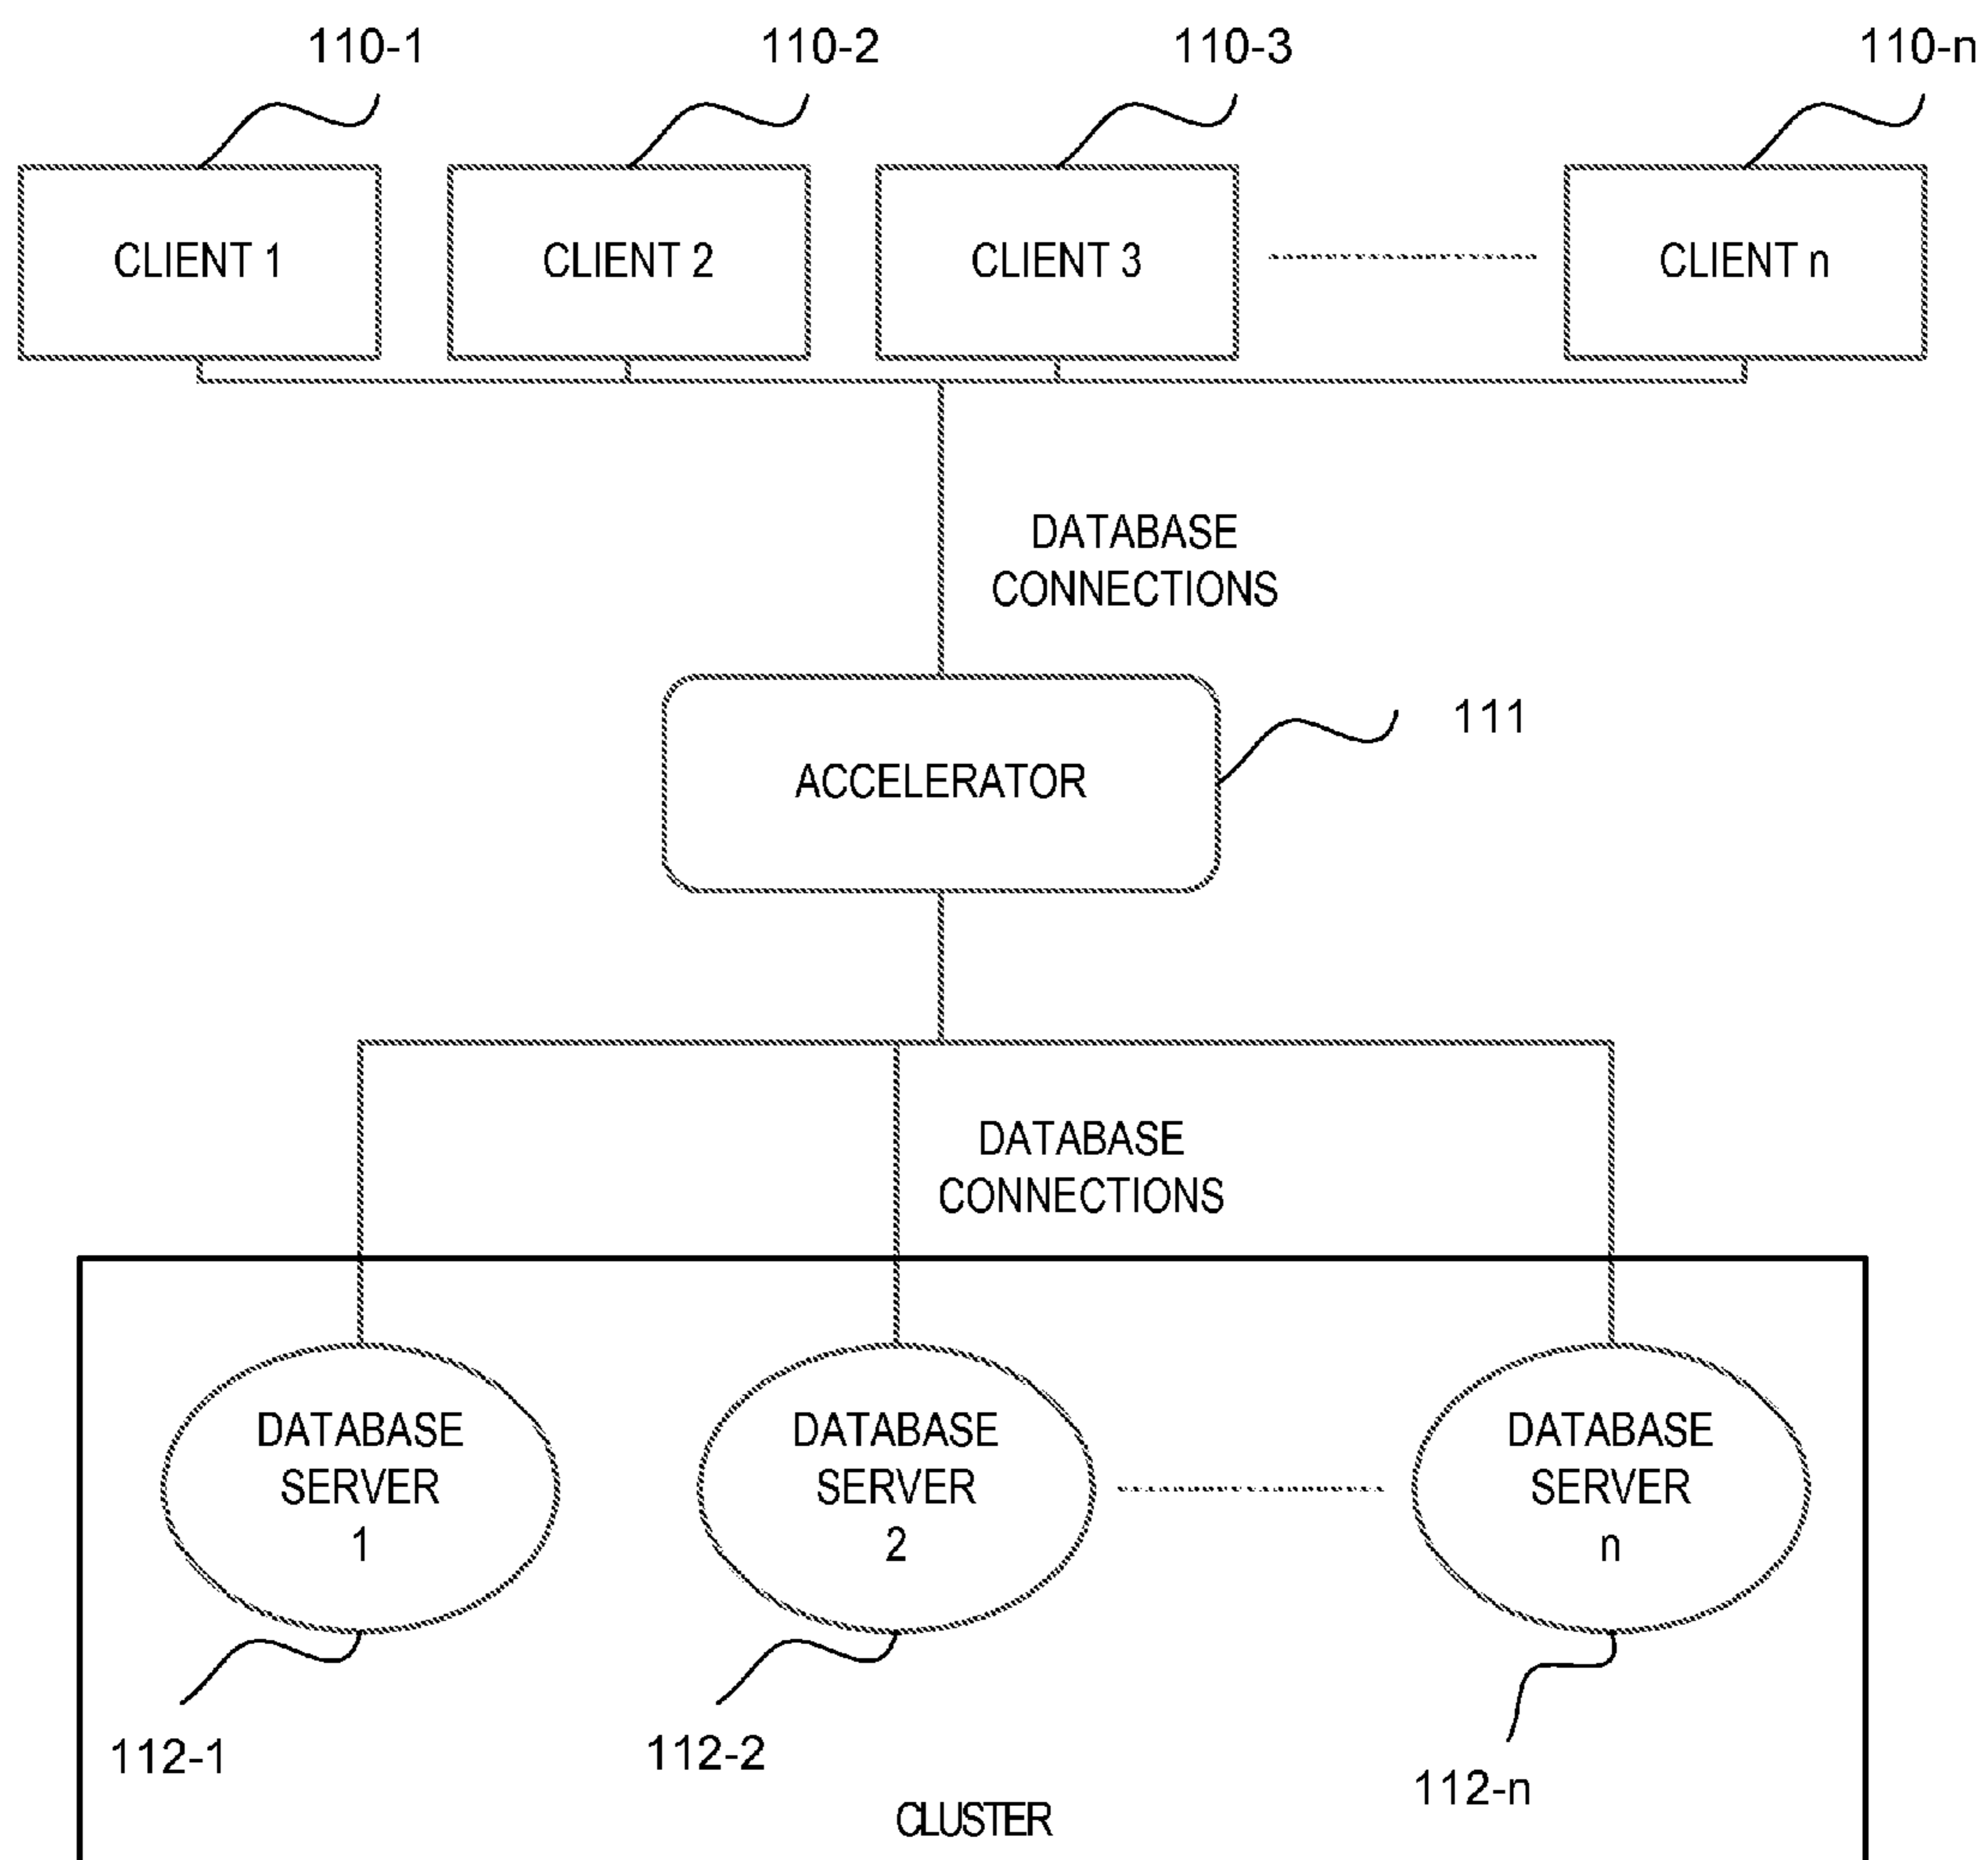 110-1
110-2
110-3
110-n
CLIENT 1
CLIENT 2
CLIENT 3
CLIENT n
DATABASE
CONNECTIONS
111
ACCELERATOR
DATABASE
CONNECTIONS
DATABASE
SERVER
1
DATABASE
SERVER
2
DATABASE
SERVER
n
112-1
112-2
112-n
CLUSTER